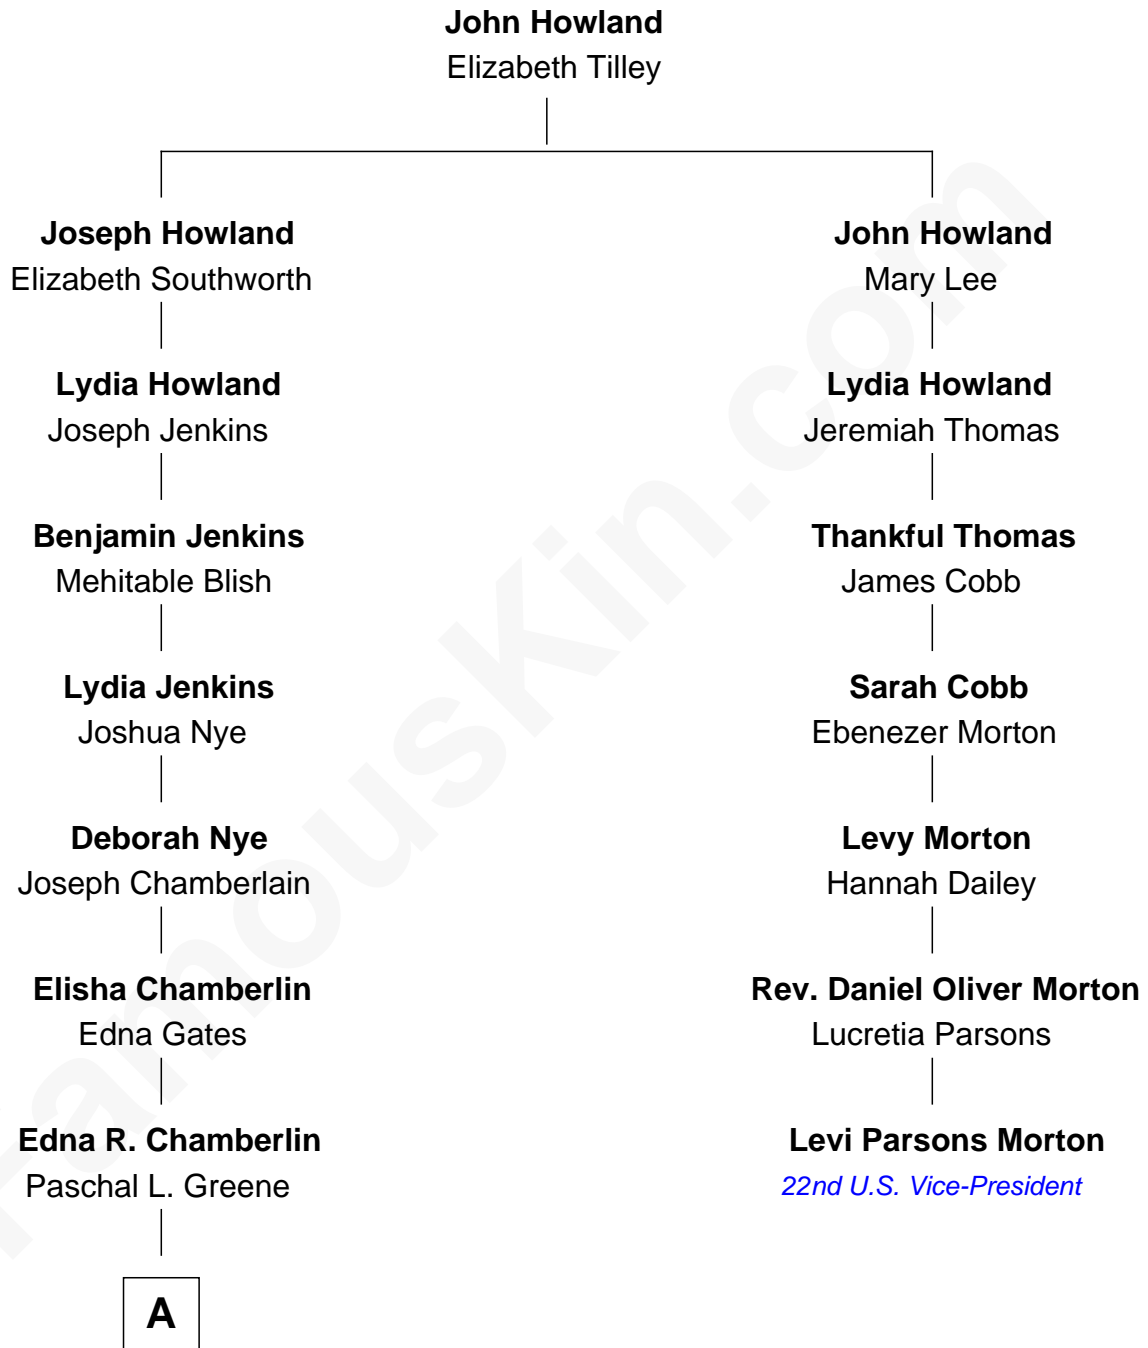 John Howland
Elizabeth Tilley
Joseph Howland
Elizabeth Southworth
John Howland
Mary Lee
Lydia Howland
Joseph Jenkins
Lydia Howland
Jeremiah Thomas
Benjamin Jenkins
Mehitable Blish
Thankful Thomas
James Cobb
Lydia Jenkins
Joshua Nye
Sarah Cobb
Ebenezer Morton
Deborah Nye
Joseph Chamberlain
Levy Morton
Hannah Dailey
Elisha Chamberlin
Edna Gates
Rev. Daniel Oliver Morton
Lucretia Parsons
Edna R. Chamberlin
Paschal L. Greene
Levi Parsons Morton
22nd U.S. Vice-President
A
FamousKin.com